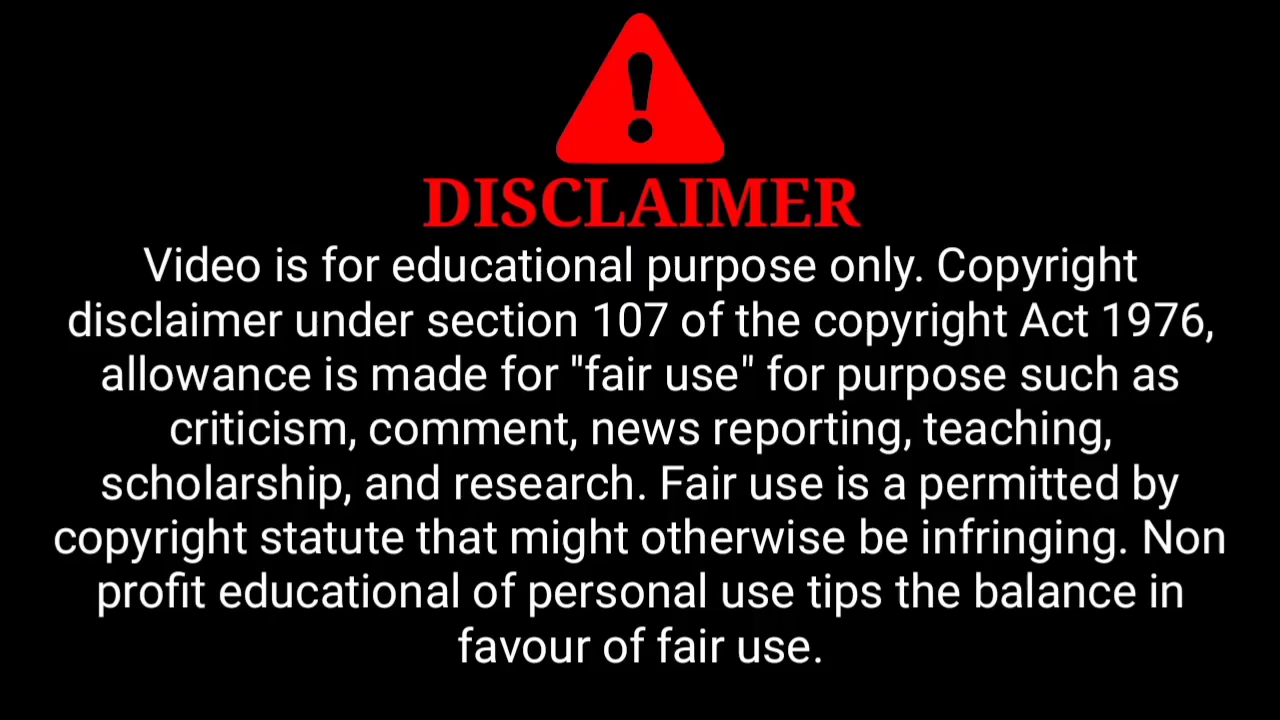 DISCLAIMER
Video is for educational purpose only. Copyright
disclaimer under section 107 of the copyright Act 1976,
allowance is made for "fair use" for purpose such as
criticism, comment, news reporting, teaching,
scholarship, and research. Fair use is a permitted by
copyright statute that might otherwise be infringing. Non
profit educational of personal use tips the balance in
favour of fair use.